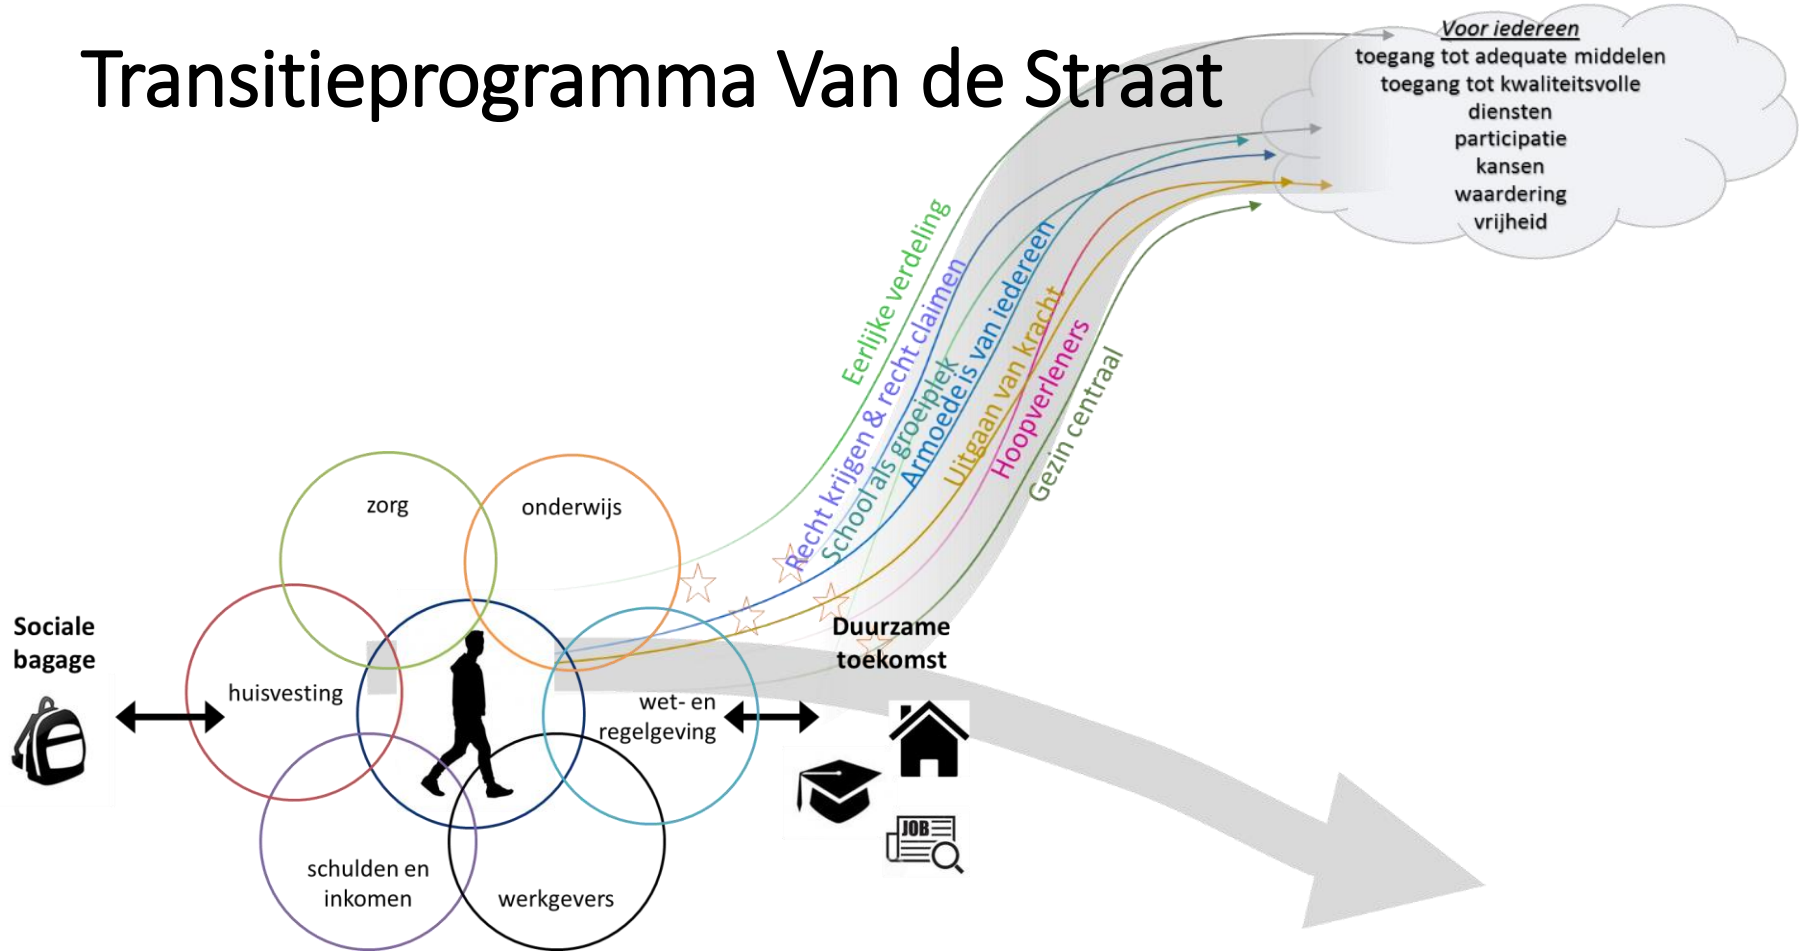 Transitieprogramma Van de Straat
Voor iedereen
toegang tot adequate middelen
toegang tot kwaliteitsvolle
diensten
participatie
kansen
waardering
vrijheid
Eerlijke verdeling
Recht krijgen & recht claimen
School als groeiplek
Armoede is van iedereen
Uitgaan van kracht
Hoopverleners
Gezin centraal
zorg
onderwijs
Sociale
bagage
huisvesting
wet- en
regelgeving
Duurzame
toekomst
JOB
schulden en
inkomen
werkgevers